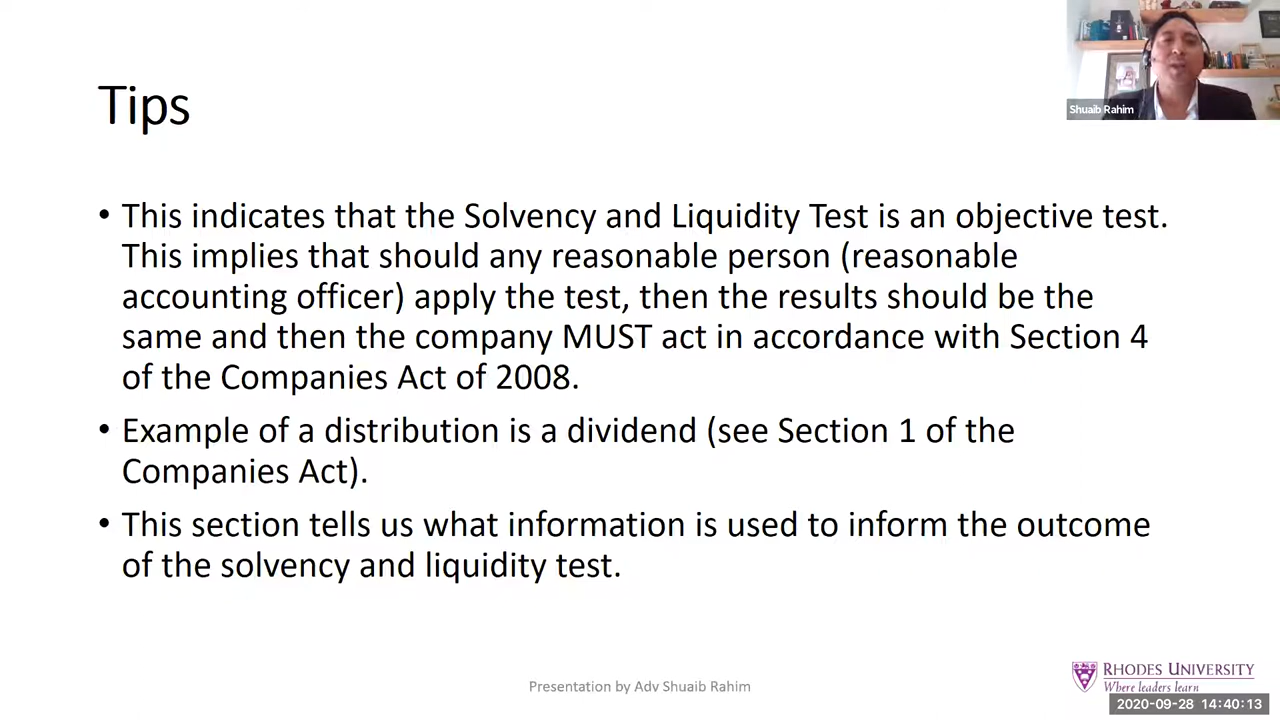 Shuaib Rahim
Tips
• This indicates that the Solvency and Liquidity Test is an objective test.
This implies that should any reasonable person (reasonable
accounting officer) apply the test, then the results should be the
same and then the company MUST act in accordance with Section 4
of the Companies Act of 2008.
• Example of a distribution is a dividend (see Section 1 of the
Companies Act).
• This section tells us what information is used to inform the outcome
of the solvency and liquidity test.
Presentation by Adv Shuaib Rahim
RHODES UNIVERSITY
Where leaders learn
2020-09-28 14:40:13